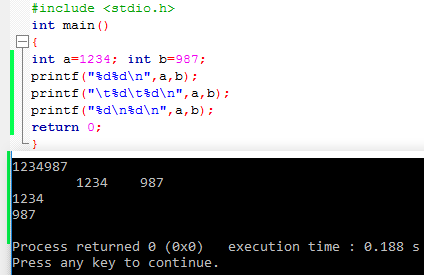 #include <stdio.h>
int main()
{
int a=1234; int b=987;
printf("%d%d\n",a,b);
printf("\t%d\t%d\n",a,b);
printf("%d\n%d\n",a,b);
return 0;
}
1234987
        1234    987
1234
987
Process returned 0 (0x0)   execution time : 0.188 s
Press any key to continue.